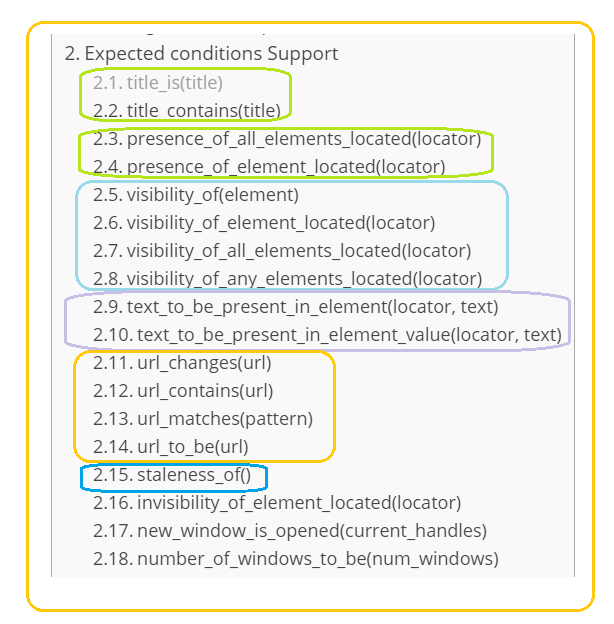 2. Expected conditions Support
2.1. title_is(title)
2.2. title_contains(title)
2.3. presence_of_all_elements_located(locator)
2.4. presence_of_element_located(locator)
2.5. visibility_of(element)
2.6. visibility_of_element_located(locator)
2.7. visibility_of_all_elements_located(locator)
2.8. visibility_of_any_elements_located(locator)
2.9. text_to_be_present_in_element(locator, text)
2.10. text_to_be_present_in_element_value(locator, text)
2.11. url_changes(url)
2.12. url_contains(url)
2.13. url_matches(pattern)
2.14. url_to_be(url)
2.15. staleness_of()
2.16. invisibility_of_element_located(locator)
2.17. new_window_is_opened(current_handles)
2.18. number_of_windows_to_be(num_windows)